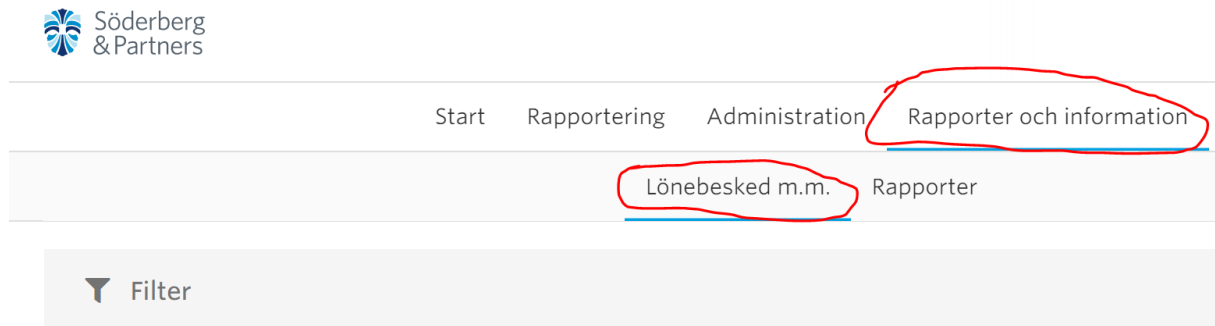 Söderberg
& Partners
Start Rapportering Administration Rapporter och information
Lönebesked m.m. Rapporter
Filter